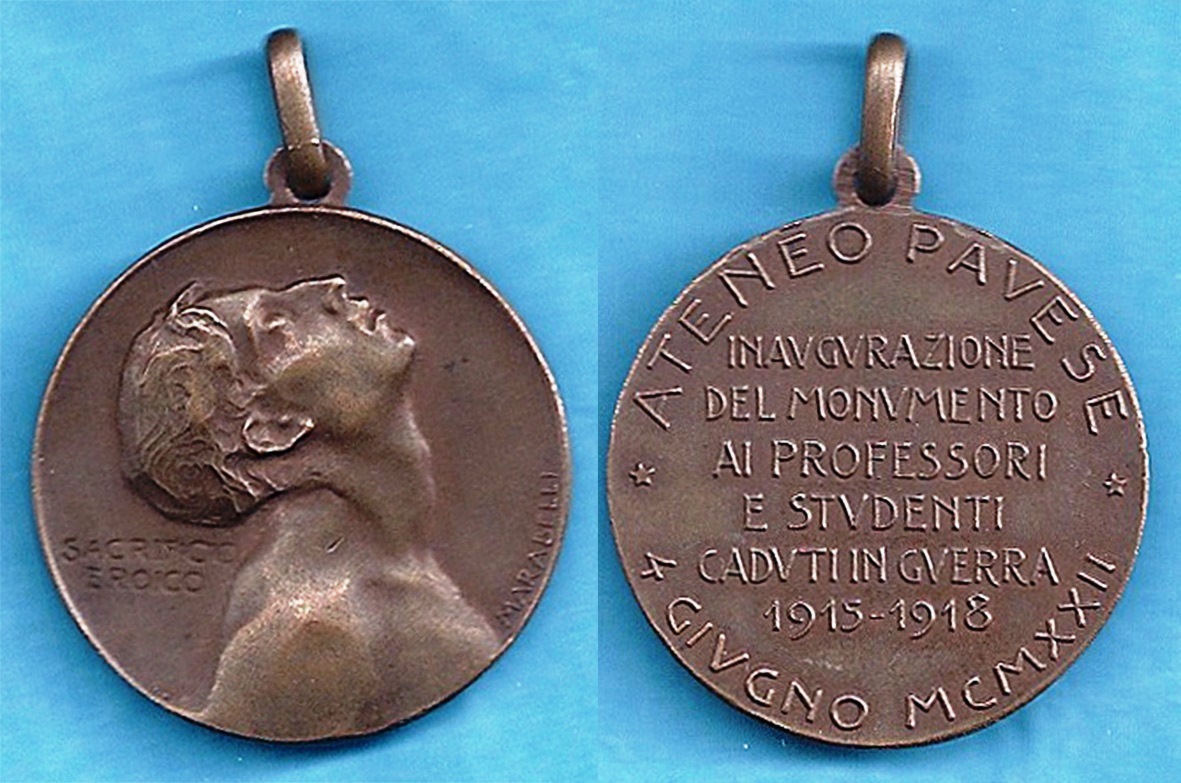 SACRIFICIO
EROICO
MARABELLI
ATENEO PAVESE
INAVGVRAZIONE
DEL MONVMENTO
AI PROFESSORI
E STVDENTI
CADVTI IN GVERRA
1915-1918
4 GIVGNO MCMXXII